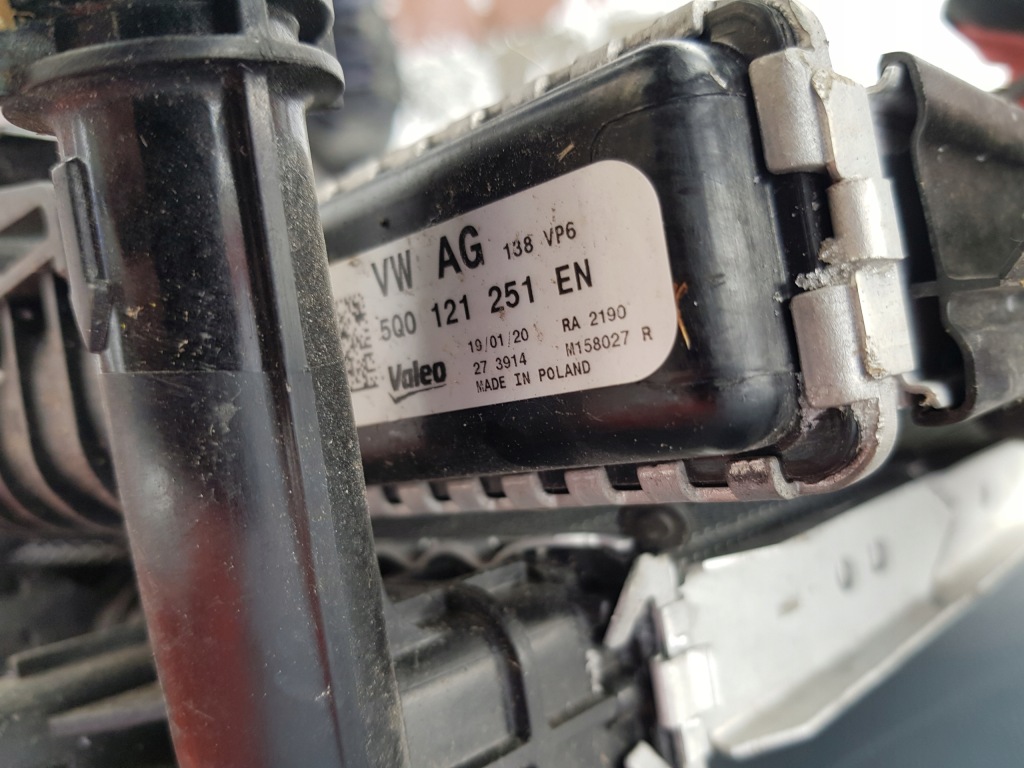 VW AG 138 VP6
5Q0 121 251 EN
19/01/20 RA 2190
Valeo 27 3914 M158027 R
MADE IN POLAND